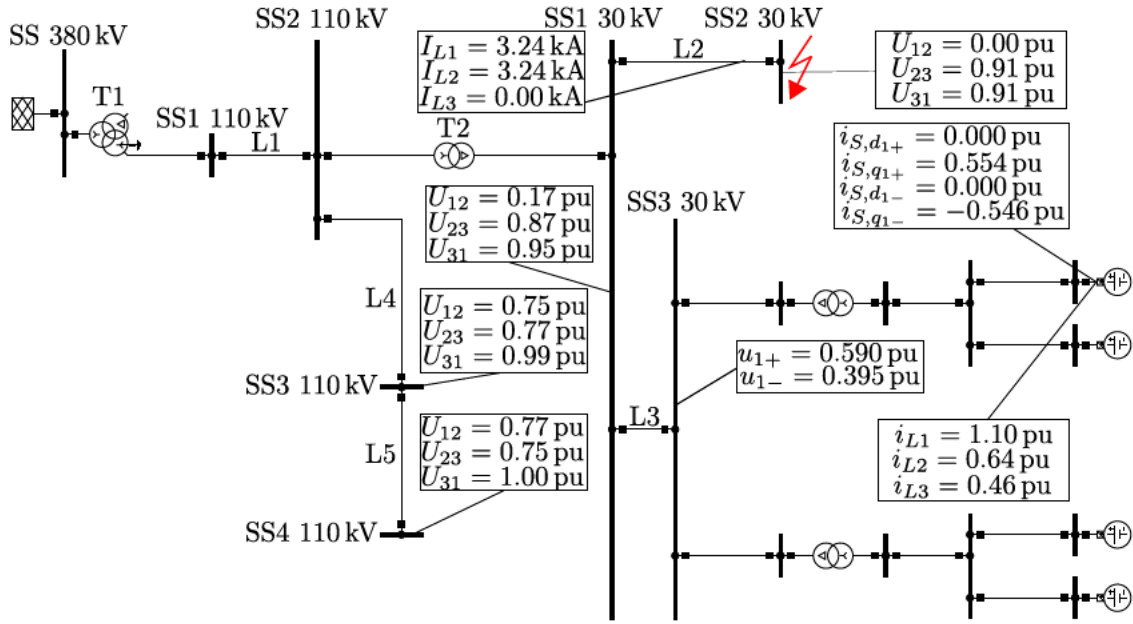 SS 380 kV
T1
SS1 110 kV
L1
SS2 110 kV
I_{L1} = 3.24 kA
I_{L2} = 3.24 kA
I_{L3} = 0.00 kA
T2
SS1 30 kV
L2
SS2 30 kV
U_{12} = 0.00 pu
U_{23} = 0.91 pu
U_{31} = 0.91 pu
i_{S,d_{1+}} = 0.000 pu
i_{S,q_{1+}} = 0.554 pu
i_{S,d_{1-}} = 0.000 pu
i_{S,q_{1-}} = −0.546 pu
U_{12} = 0.17 pu
U_{23} = 0.87 pu
U_{31} = 0.95 pu
SS3 30 kV
L4
U_{12} = 0.75 pu
U_{23} = 0.77 pu
U_{31} = 0.99 pu
SS3 110 kV
u_{1+} = 0.590 pu
u_{1−} = 0.395 pu
L3
L5
U_{12} = 0.77 pu
U_{23} = 0.75 pu
U_{31} = 1.00 pu
SS4 110 kV
i_{L1} = 1.10 pu
i_{L2} = 0.64 pu
i_{L3} = 0.46 pu